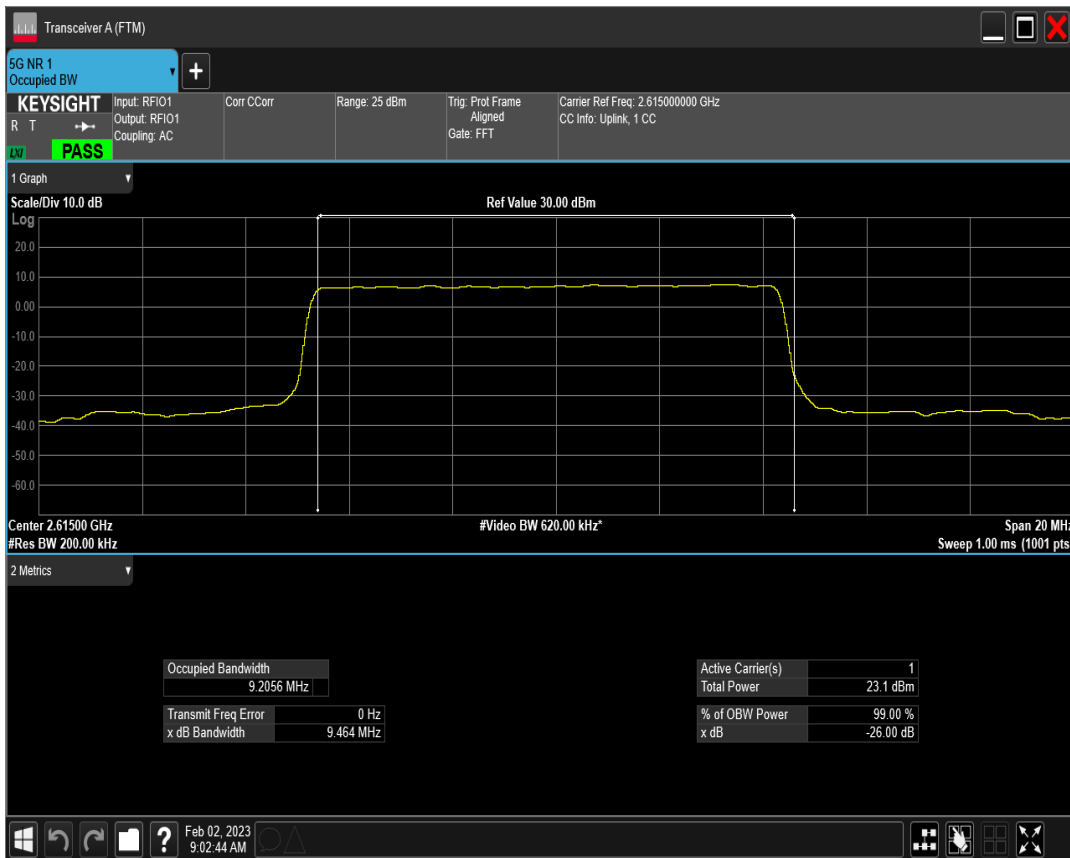 Transceiver A (FTM)
5G NR 1
Occupied BW
+
KEYSIGHT
R T
LXI
PASS
Input: RFIO1
Output: RFIO1
Coupling: AC
Corr CCorr
Range: 25 dBm
Trig: Prot Frame
Aligned
Gate: FFT
Carrier Ref Freq: 2.615000000 GHz
CC Info: Uplink, 1 CC
1 Graph
Scale/Div 10.0 dB
Ref Value 30.00 dBm
Log
20.0
10.0
0.00
-10.0
-20.0
-30.0
-40.0
-50.0
-60.0
Center 2.61500 GHz
#Video BW 620.00 kHz*
Span 20 MHz
#Res BW 200.00 kHz
Sweep 1.00 ms (1001 pts
2 Metrics
Occupied Bandwidth
9.2056 MHz
Transmit Freq Error 0 Hz
x dB Bandwidth 9.464 MHz
Active Carrier(s) 1
Total Power 23.1 dBm
% of OBW Power 99.00 %
x dB -26.00 dB
?
Feb 02, 2023
9:02:44 AM